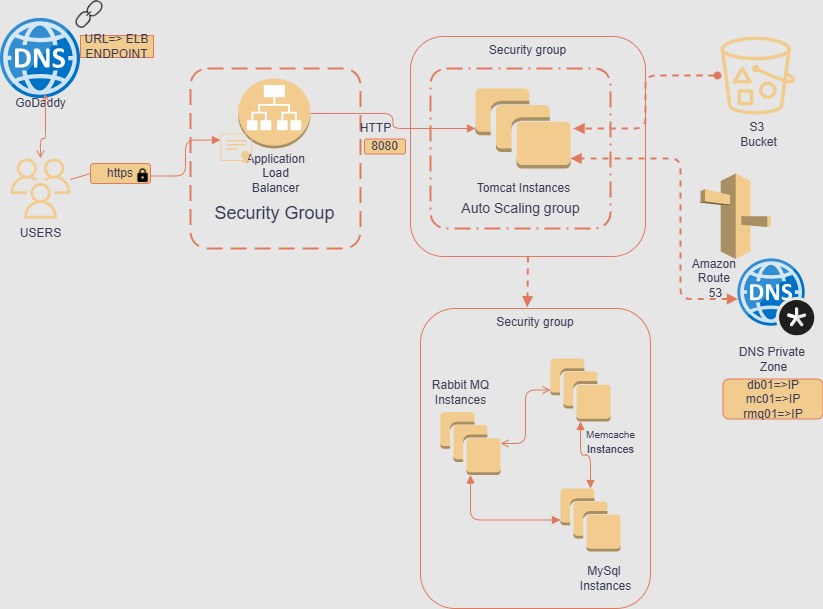 DNS
URL=> ELB
ENDPOINT
GoDaddy
https
USERS
Application
Load
Balancer
Security Group
HTTP
8080
Security group
Tomcat Instances
Auto Scaling group
S3
Bucket
Amazon
Route
53
DNS
*
DNS Private
Zone
db01=>IP
mc01=>IP
rmq01=>IP
Security group
Rabbit MQ
Instances
Memcache
Instances
MySql
Instances